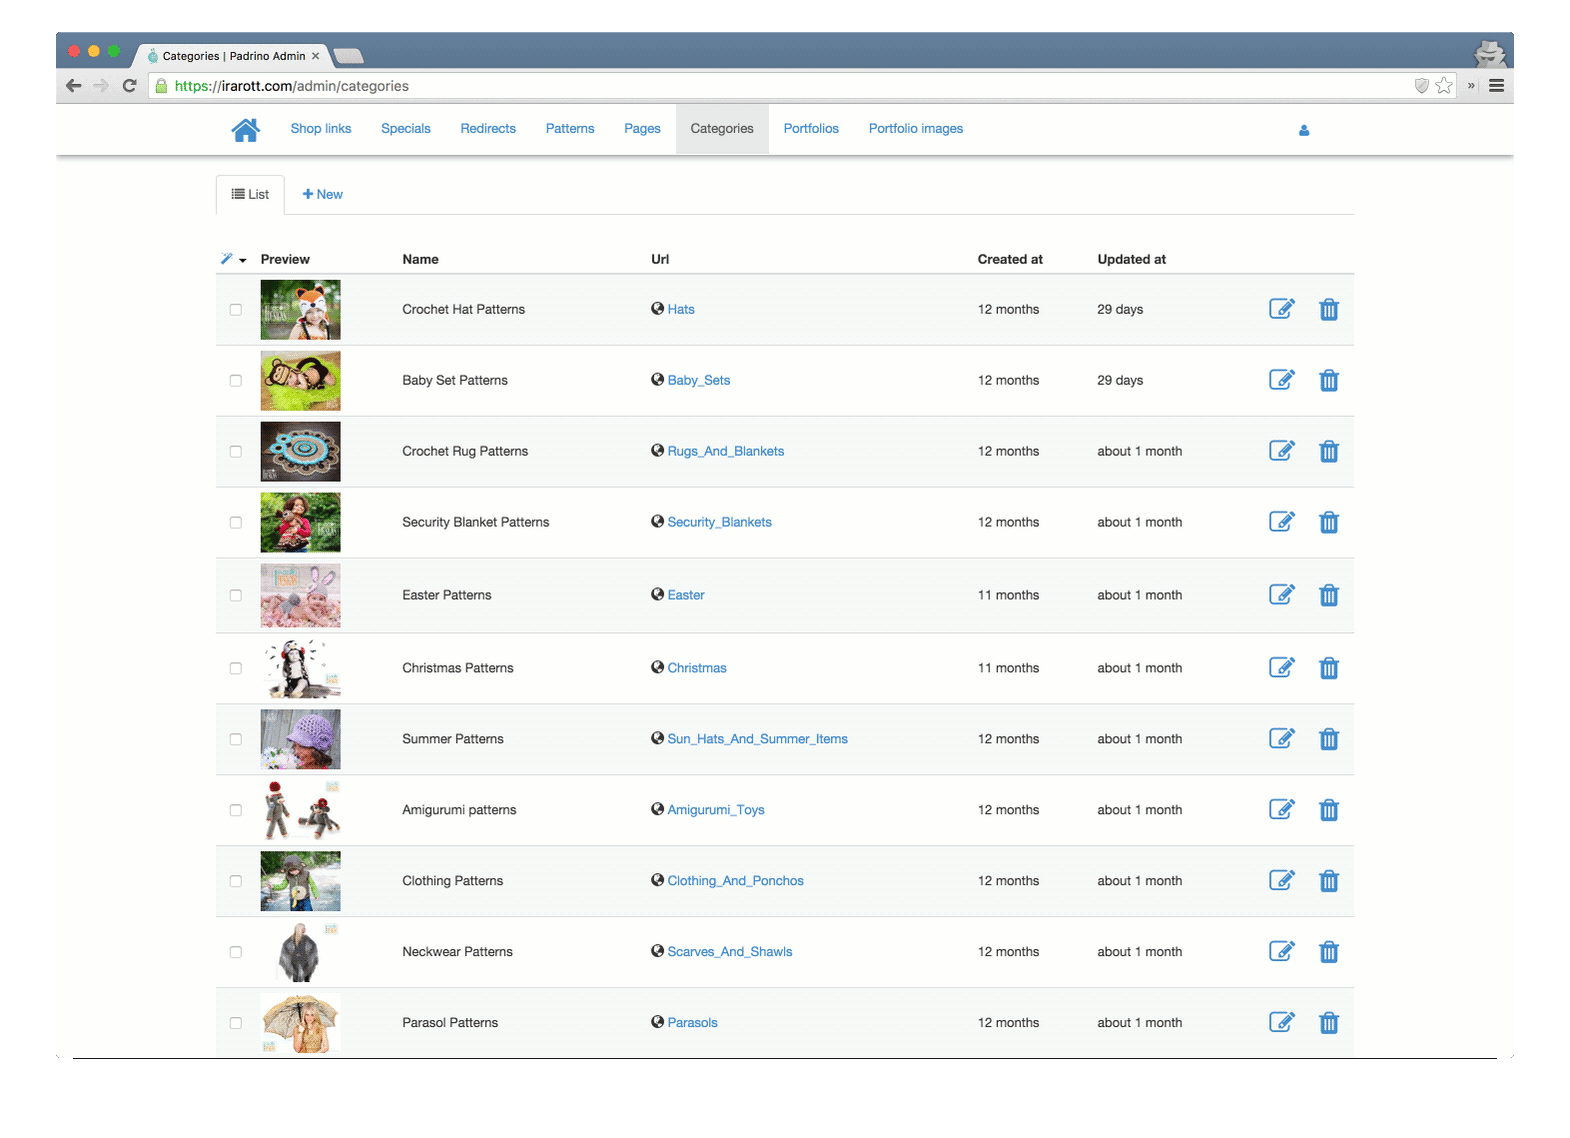 Categories | Padrino Admin ×
https://irarott.com/admin/categories »
Shop links Specials Redirects Patterns Pages Categories Portfolios Portfolio images
List + New
Preview Name Url Created at Updated at
Crochet Hat Patterns Hats 12 months 29 days
Baby Set Patterns Baby_Sets 12 months 29 days
Crochet Rug Patterns Rugs_And_Blankets 12 months about 1 month
Security Blanket Patterns Security_Blankets 12 months about 1 month
Easter Patterns Easter 11 months about 1 month
Christmas Patterns Christmas 11 months about 1 month
Summer Patterns Sun_Hats_And_Summer_Items 12 months about 1 month
Amigurumi patterns Amigurumi_Toys 12 months about 1 month
Clothing Patterns Clothing_And_Ponchos 12 months about 1 month
Neckwear Patterns Scarves_And_Shawls 12 months about 1 month
Parasol Patterns Parasols 12 months about 1 month